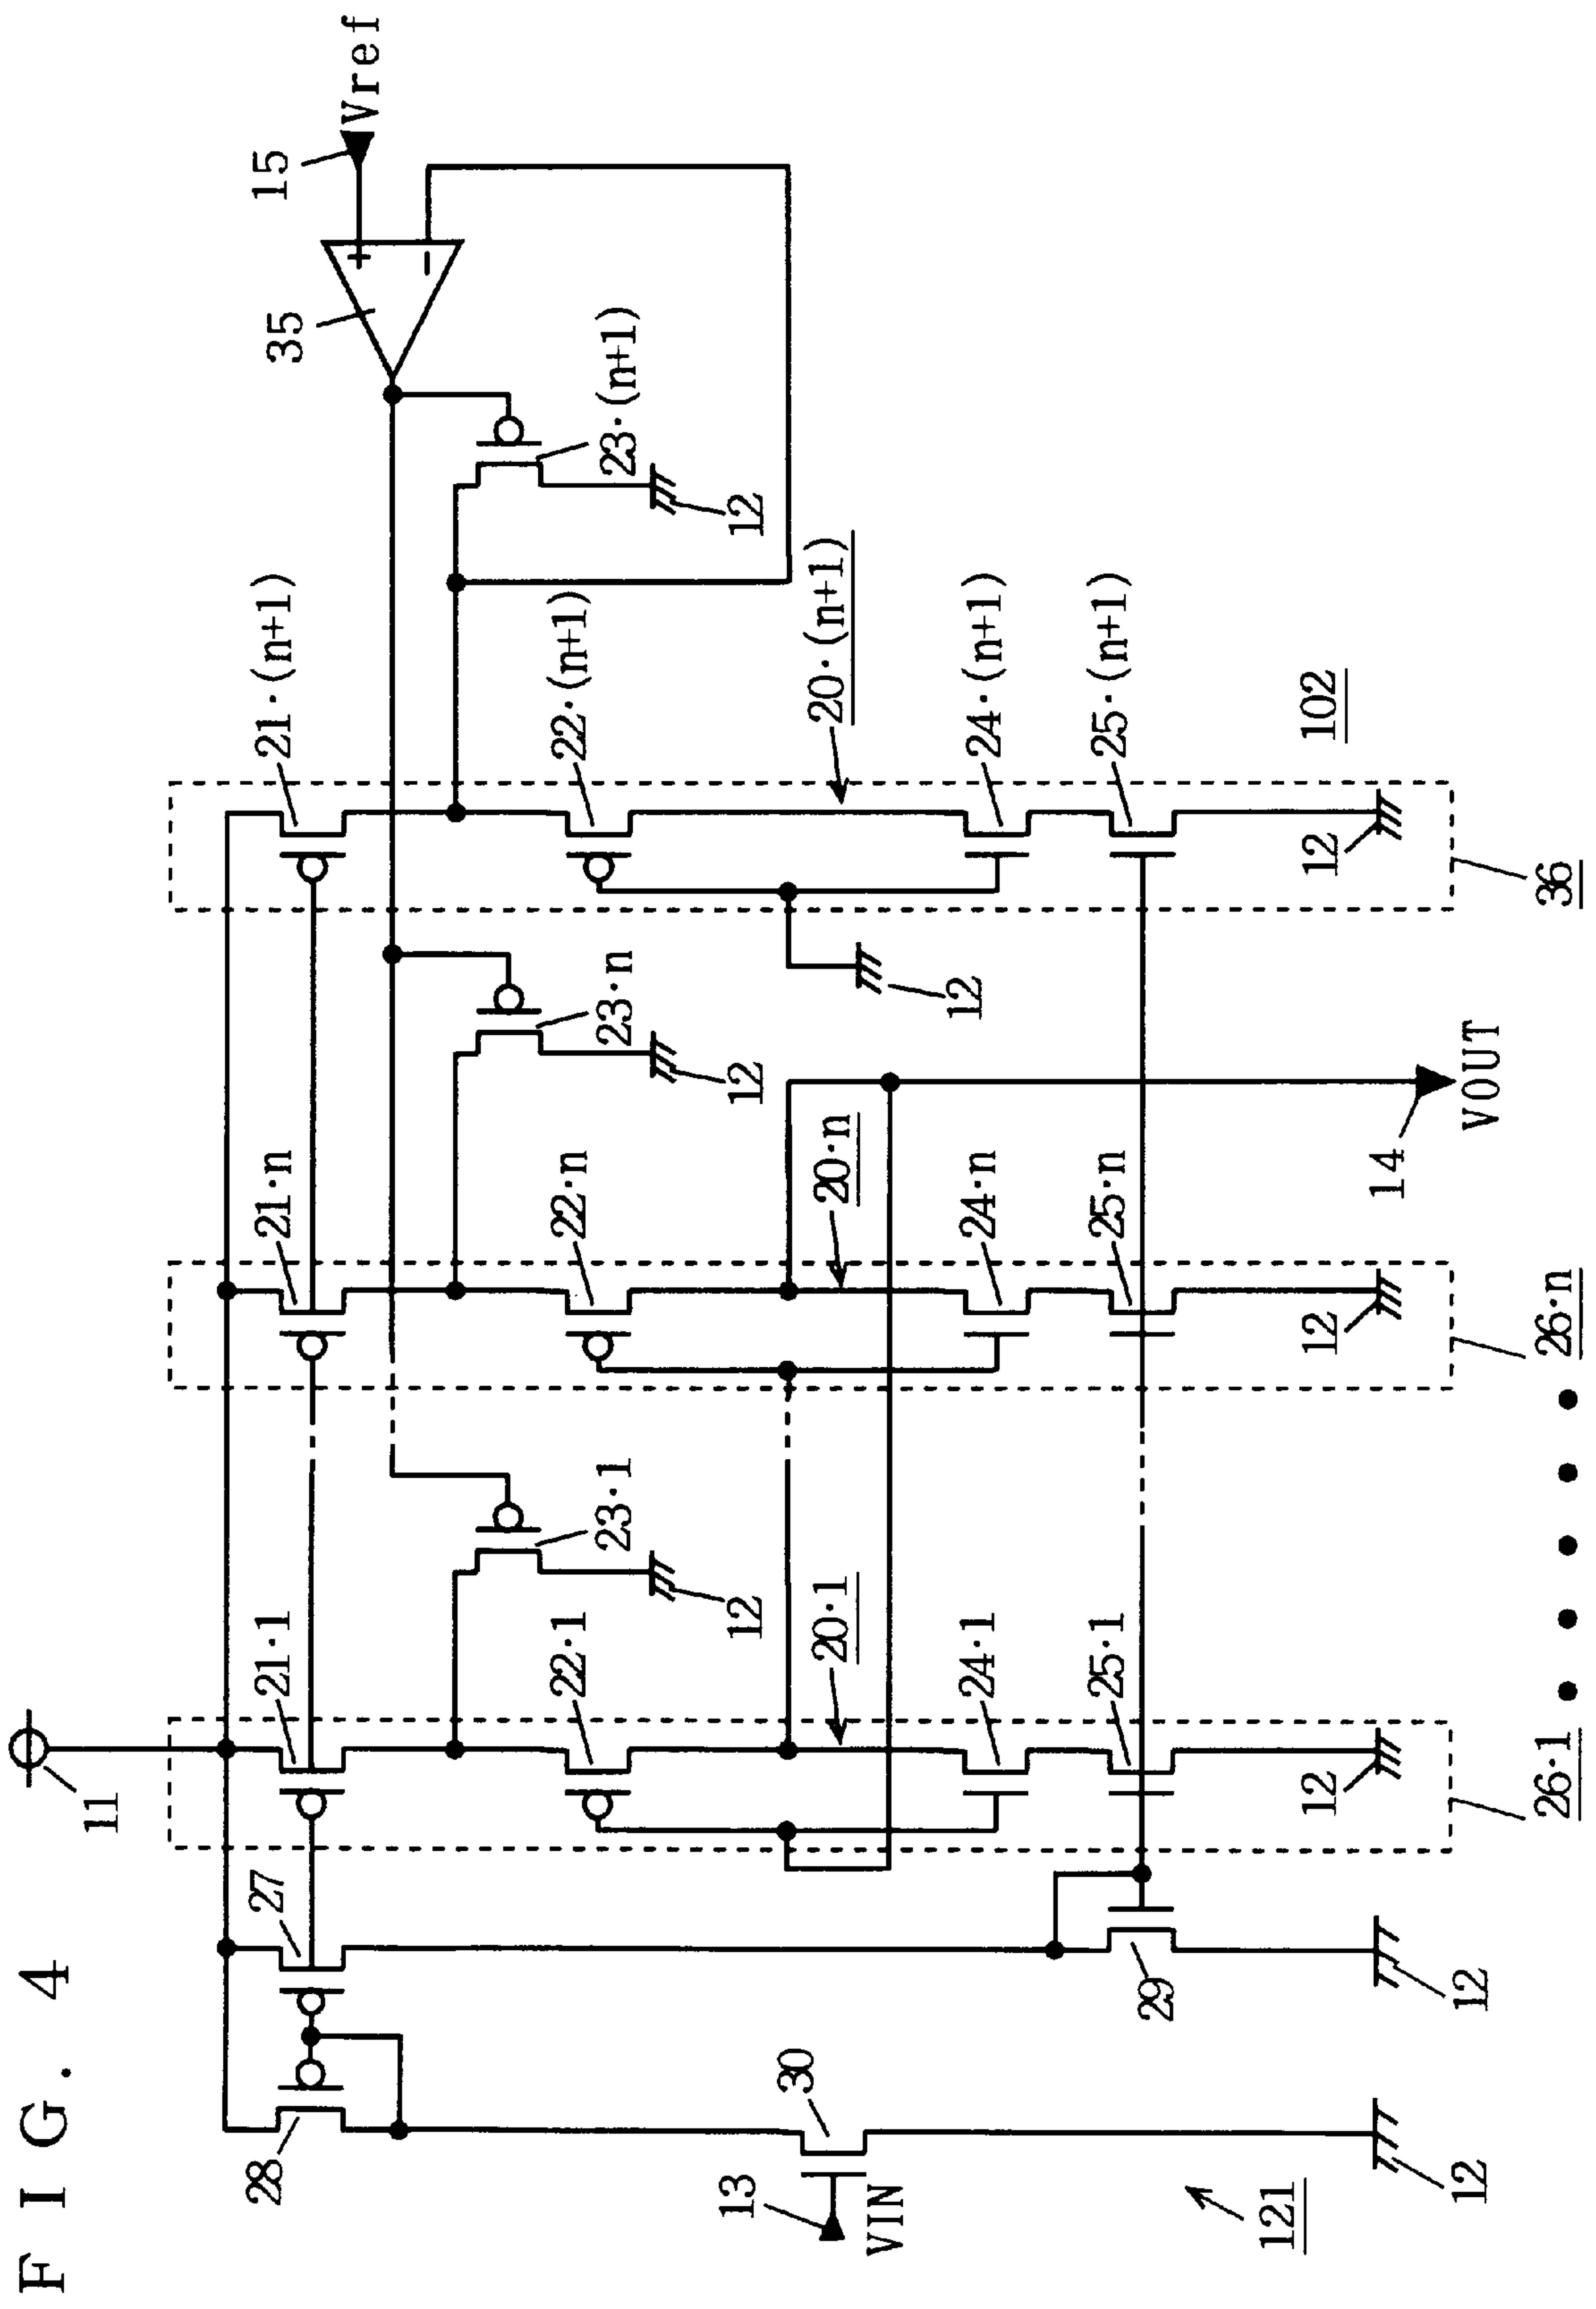 FIG. 4
11
15
Vref
35
28
27
21·1
21·n
21·(n+1)
23·1
23·n
23·(n+1)
12
12
12
22·1
22·n
22·(n+1)
13
VIN
30
20·1
20·n
20·(n+1)
12
29
24·1
24·n
24·(n+1)
25·1
25·n
25·(n+1)
121
12
12
12
12
12
14
VOUT
102
26·1
26·n
36